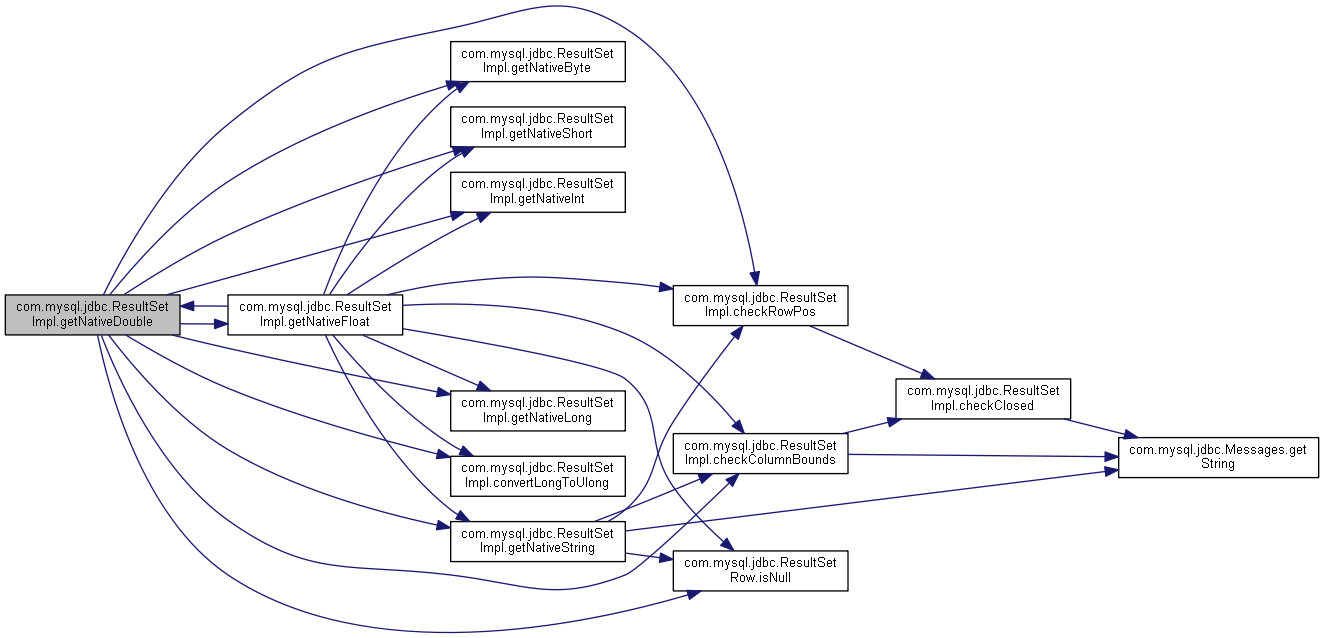 com.mysql.jdbc.ResultSet
Impl.getNativeByte
com.mysql.jdbc.ResultSet
Impl.getNativeShort
com.mysql.jdbc.ResultSet
Impl.getNativeInt
com.mysql.jdbc.ResultSet
Impl.getNativeDouble
com.mysql.jdbc.ResultSet
Impl.getNativeFloat
com.mysql.jdbc.ResultSet
Impl.checkRowPos
com.mysql.jdbc.ResultSet
Impl.checkClosed
com.mysql.jdbc.ResultSet
Impl.getNativeLong
com.mysql.jdbc.ResultSet
Impl.checkColumnBounds
com.mysql.jdbc.Messages.get
String
com.mysql.jdbc.ResultSet
Impl.convertLongToUlong
com.mysql.jdbc.ResultSet
Impl.getNativeString
com.mysql.jdbc.ResultSet
Row.isNull